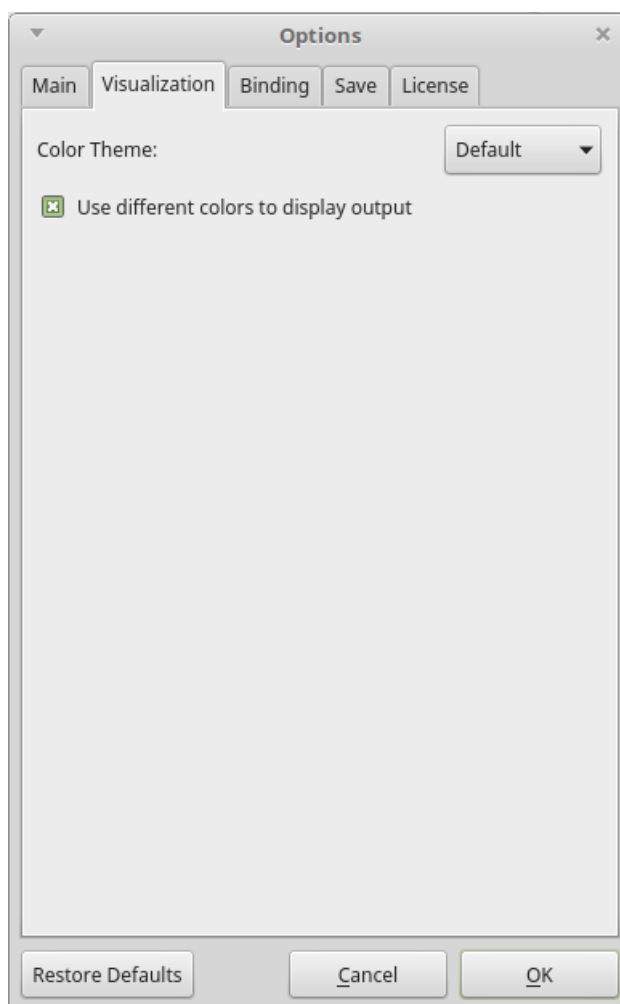 Options
Main Visualization Binding Save License
Color Theme: Default
Use different colors to display output
Restore Defaults Cancel OK